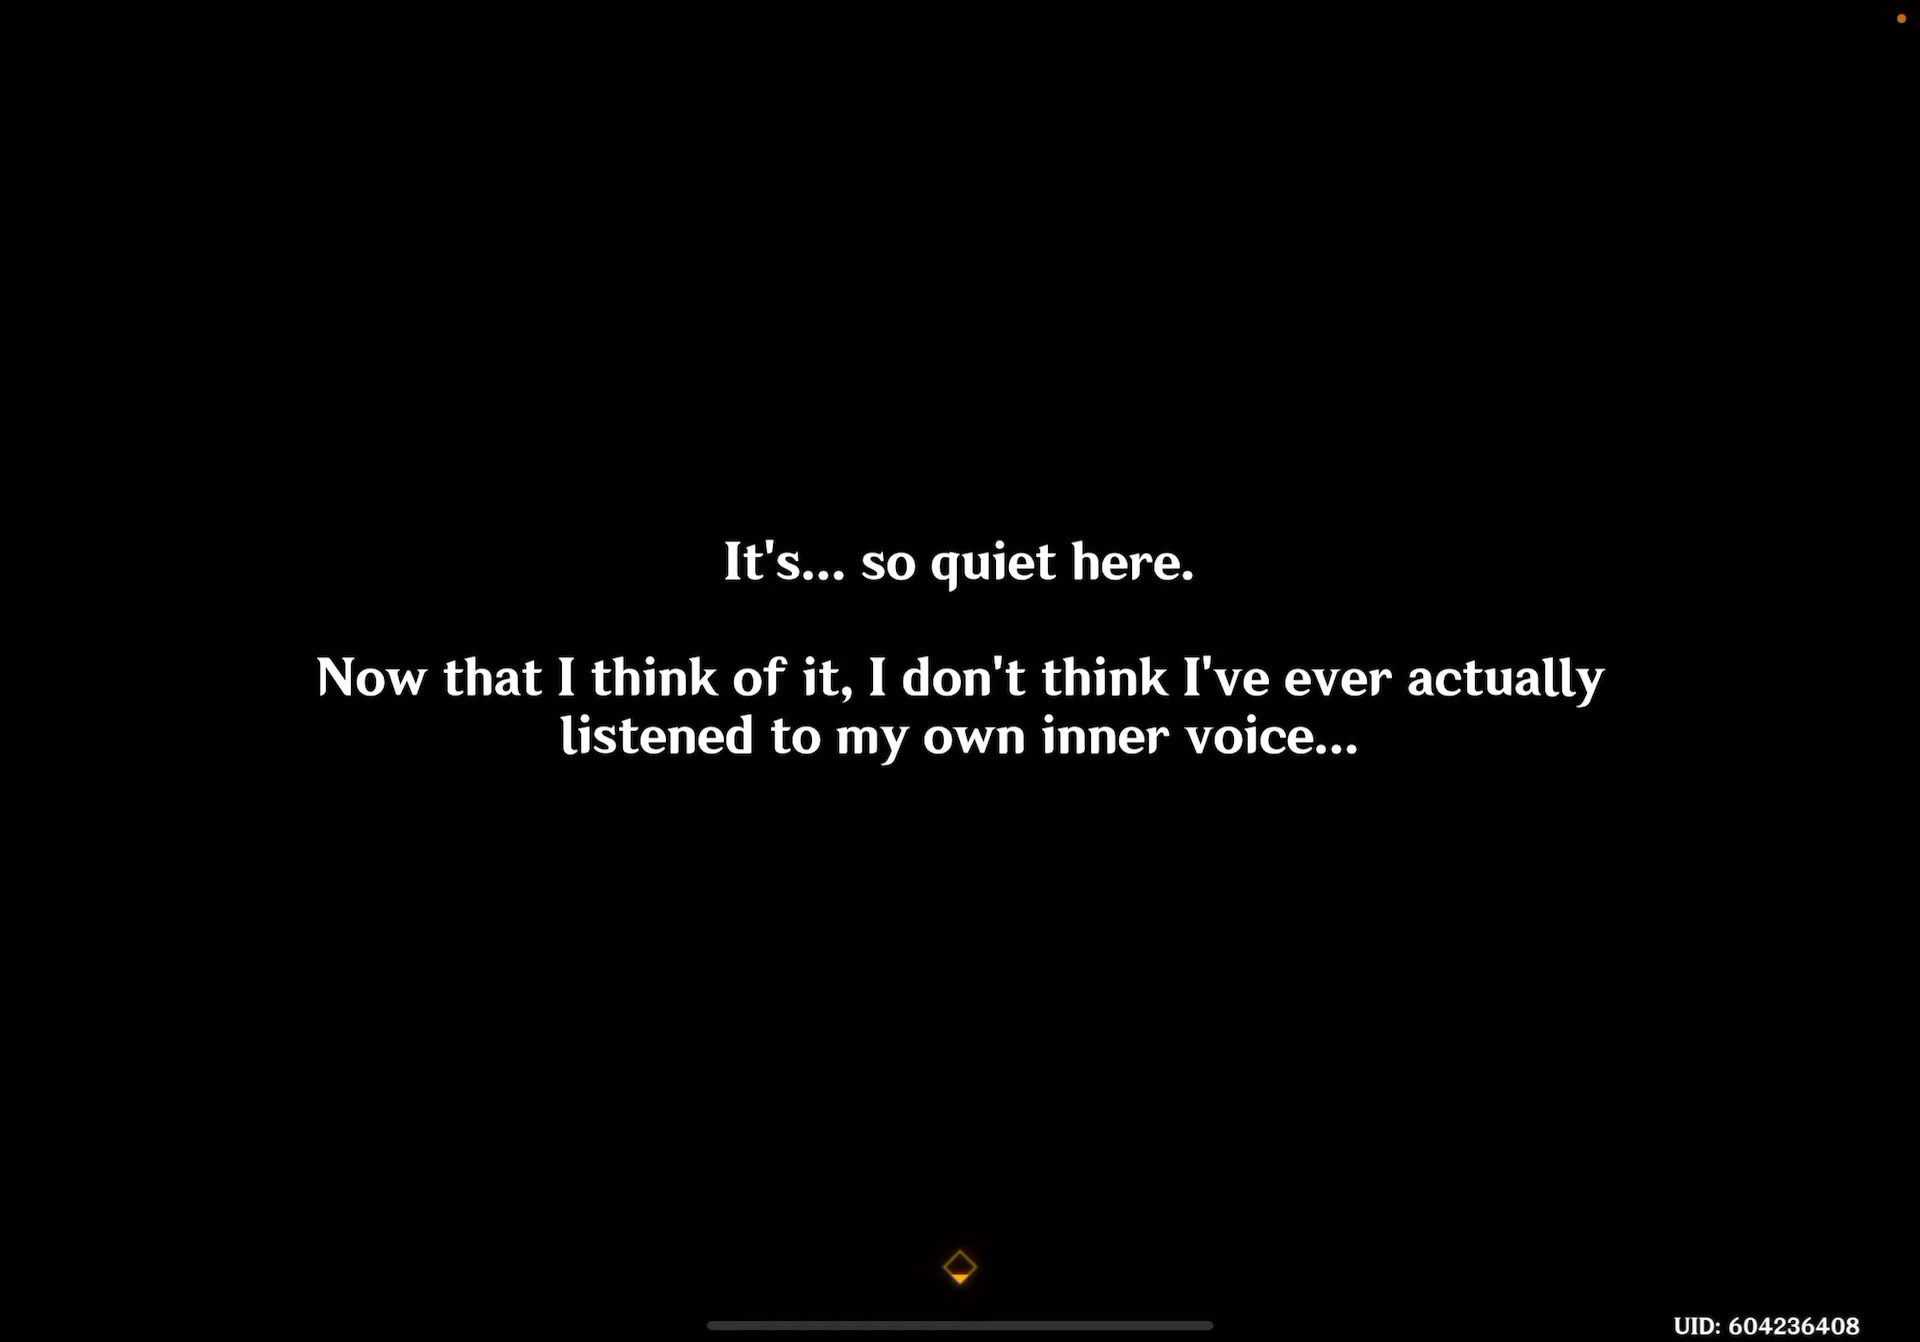 It's... so quiet here.
Now that I think of it, I don't think I've ever actually
listened to my own inner voice...
UID: 604236408